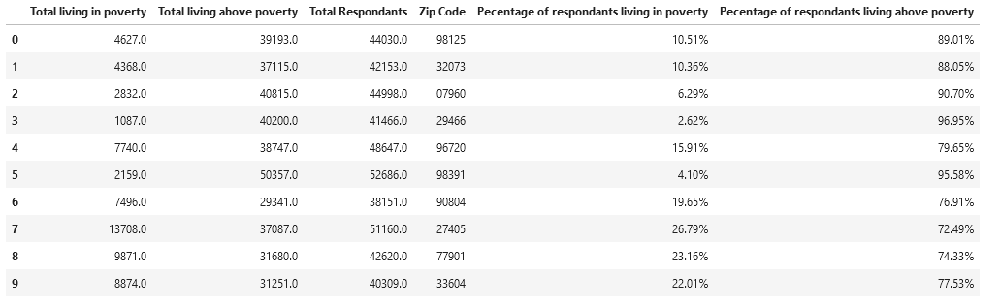 Total living in poverty Total living above poverty Total Respondants Zip Code Pecentage of respondants living in poverty Pecentage of respondants living above poverty
0 4627.0 39193.0 44030.0 98125 10.51% 89.01%
1 4368.0 37115.0 42153.0 32073 10.36% 88.05%
2 2832.0 40815.0 44998.0 07960 6.29% 90.70%
3 1087.0 40200.0 41466.0 29466 2.62% 96.95%
4 7740.0 38747.0 48647.0 96720 15.91% 79.65%
5 2159.0 50357.0 52686.0 98391 4.10% 95.58%
6 7496.0 29341.0 38151.0 90804 19.65% 76.91%
7 13708.0 37087.0 51160.0 27405 26.79% 72.49%
8 9871.0 31680.0 42620.0 77901 23.16% 74.33%
9 8874.0 31251.0 40309.0 33604 22.01% 77.53%